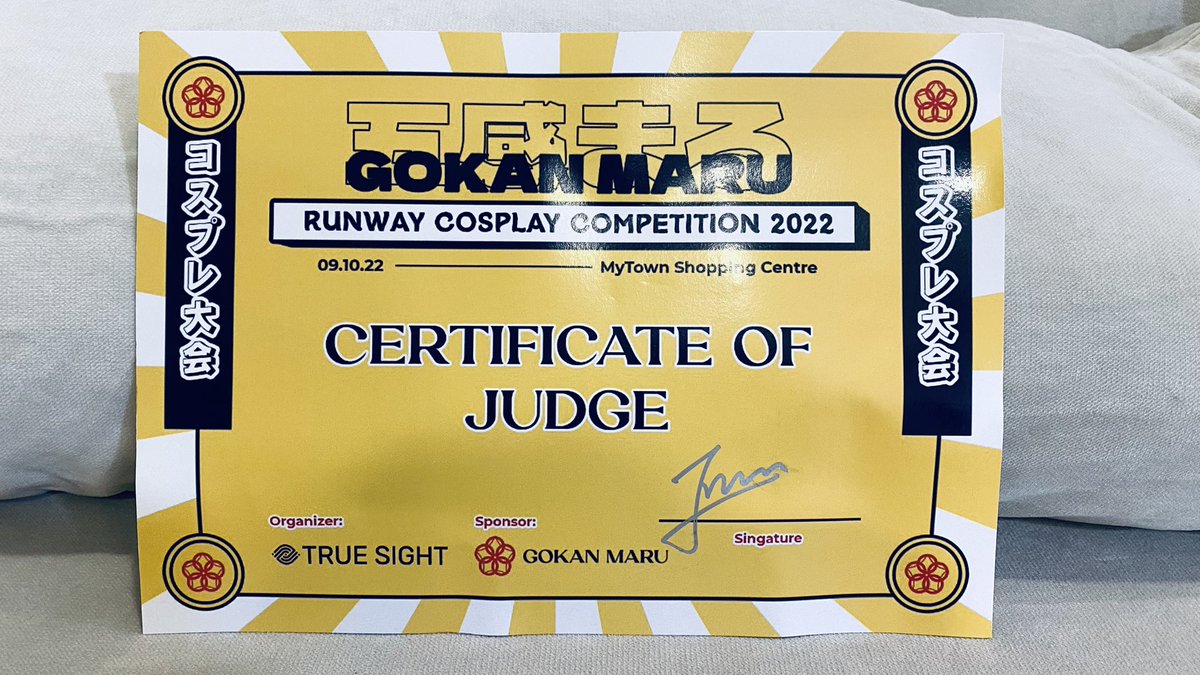 五感まる
GOKAN MARU
RUNWAY COSPLAY COMPETITION 2022
09.10.22
MyTown Shopping Centre
コスプレ大会
コスプレ大会
CERTIFICATE OF
JUDGE
Organizer:
TRUE SIGHT
Sponsor:
GOKAN MARU
Singature